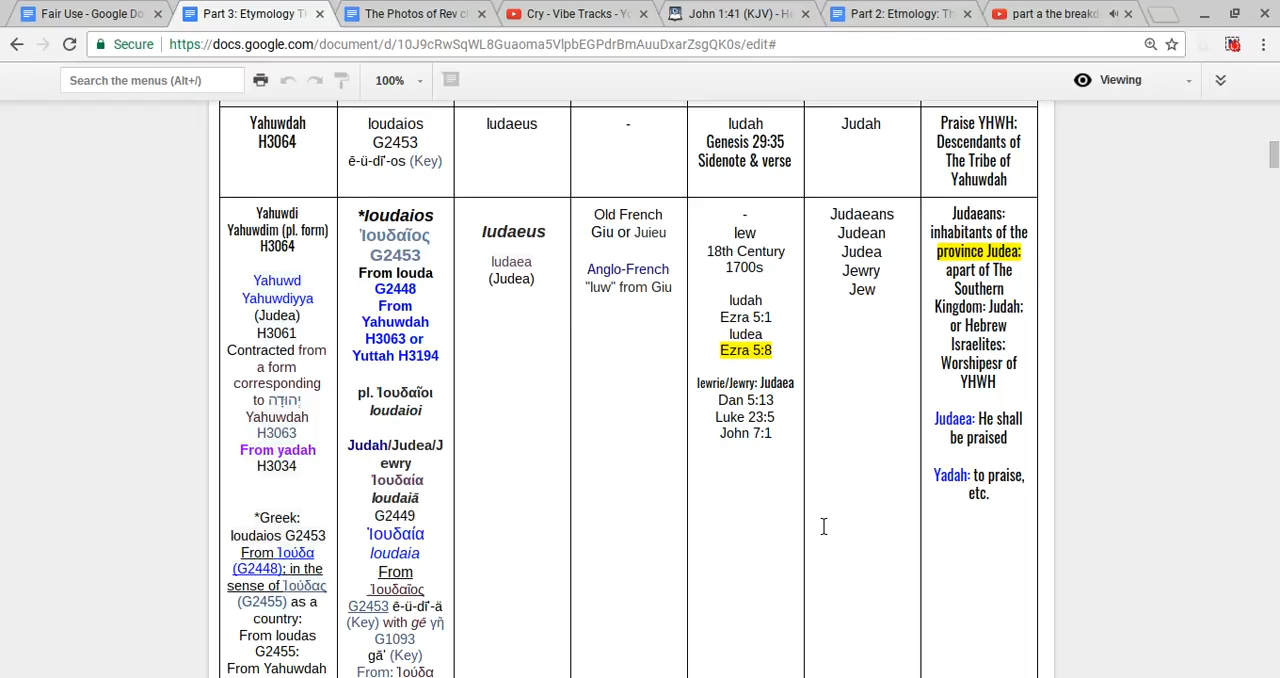 Fair Use - Google Do
Part 3: Etymology Th
The Photos of Rev c
Cry - Vibe Tracks - Yo
John 1:41 (KJV) - He
Part 2: Etmology: Th
part a the breakd
Secure
https://docs.google.com/document/d/10J9cRwSqWL8Guaoma5VlpbEGPdrBmAuuDxarZsgQK0s/edit#
Search the menus (Alt+/)
100%
Viewing
Yahuwdah
H3064
Ioudaios
G2453
ē-ü-dī'-os (Key)
Iudaeus
-
Iudah
Genesis 29:35
Sidenote & verse
Judah
Praise YHWH;
Descendants of
The Tribe of
Yahuwdah
Yahuwdi
Yahuwdim (pl. form)
H3064
Yahuwd
Yahuwdiyya
(Judea)
H3061
Contracted from
a form
corresponding
to יְהוּדָה
Yahuwdah
H3063
From yadah
H3034
*Greek:
Ioudaios G2453
From Ἰούδα
(G2448); in the
sense of Ἰούδας
(G2455) as a
country:
From Ioudas
G2455:
From Yahuwdah
*Ioudaios
Ἰουδαῖος
G2453
From Iouda
G2448
From
Yahuwdah
H3063 or
Yuttah H3194
pl. Ἰουδαῖοι
Ioudaioi
Judah/Judea/J
ewry
Ἰουδαία
Ioudaiā
G2449
Ἰουδαία
Ioudaia
From
Ἰουδαῖος
G2453 ē-ü-dī'-ä
(Key) with gē γῆ
G1093
gā' (Key)
From: Ἰούδα
Iudaeus
Iudaea
(Judea)
Old French
Giu or Juieu
Anglo-French
"Iuw" from Giu
-
Iew
18th Century
1700s
Iudah
Ezra 5:1
Iudea
Ezra 5:8
Iewrie/Jewry: Judaea
Dan 5:13
Luke 23:5
John 7:1
Judaeans
Judean
Judea
Jewry
Jew
Judaeans:
inhabitants of the
province Judea;
apart of The
Southern
Kingdom: Judah;
or Hebrew
Israelites:
Worshipesr of
YHWH
Judaea: He shall
be praised
Yadah: to praise,
etc.